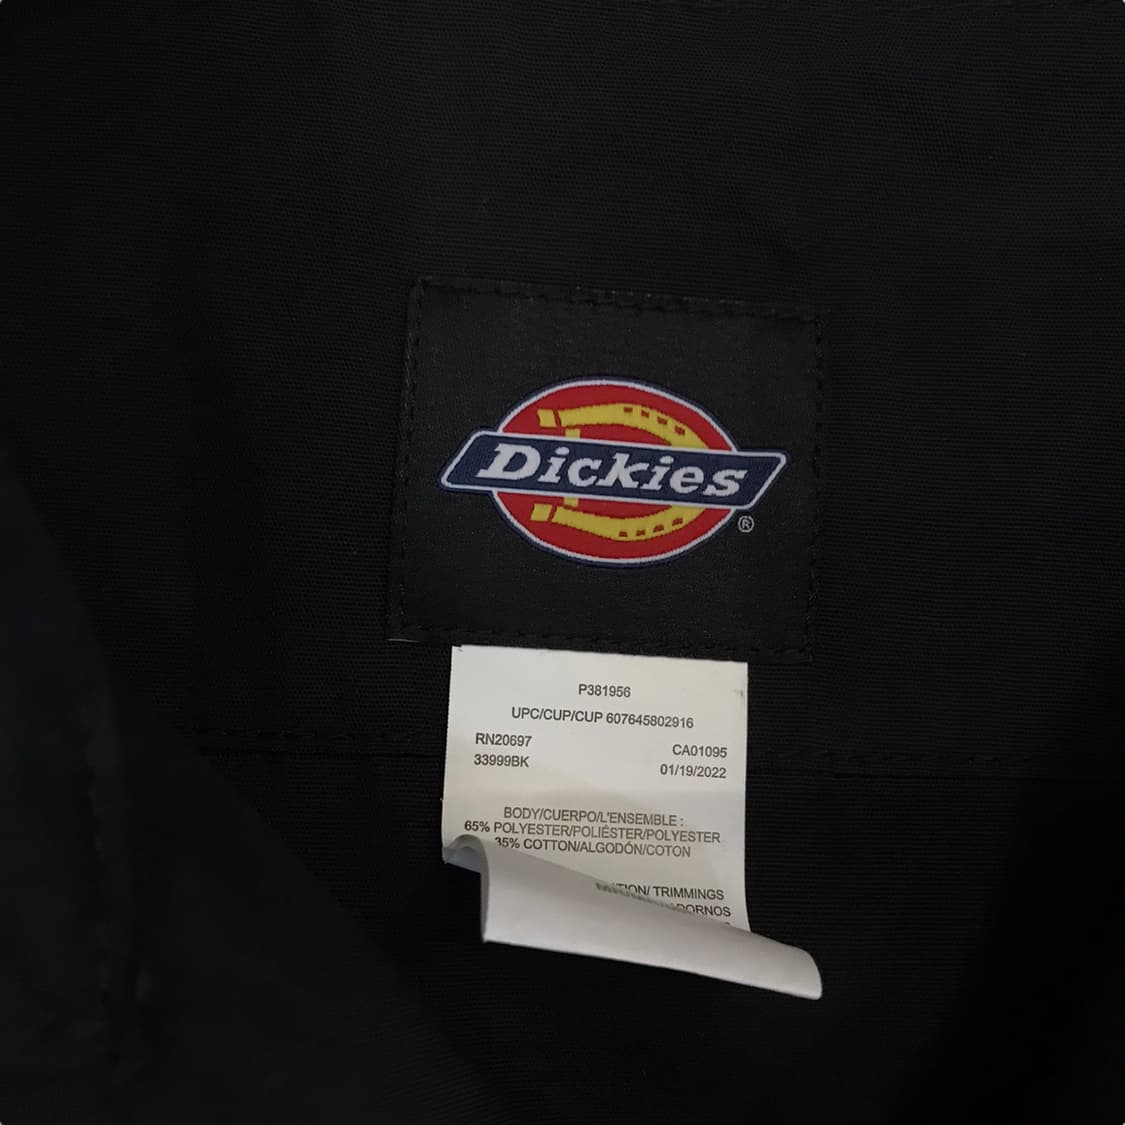 Dickies
®
P381956
UPC/CUP/CUP 607645802916
RN20697 CA01095
33999BK 01/19/2022
BODY/CUERPO/L'ENSEMBLE :
65% POLYESTER/POLIÉSTER/POLYESTER
35% COTTON/ALGODÓN/COTON
TRIMMINGS